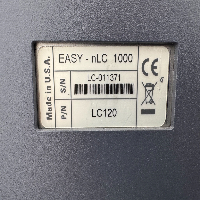 EASY - nLC 1000
Made in U.S.A.
S/N
LC-011371
P/N
LC120
CE